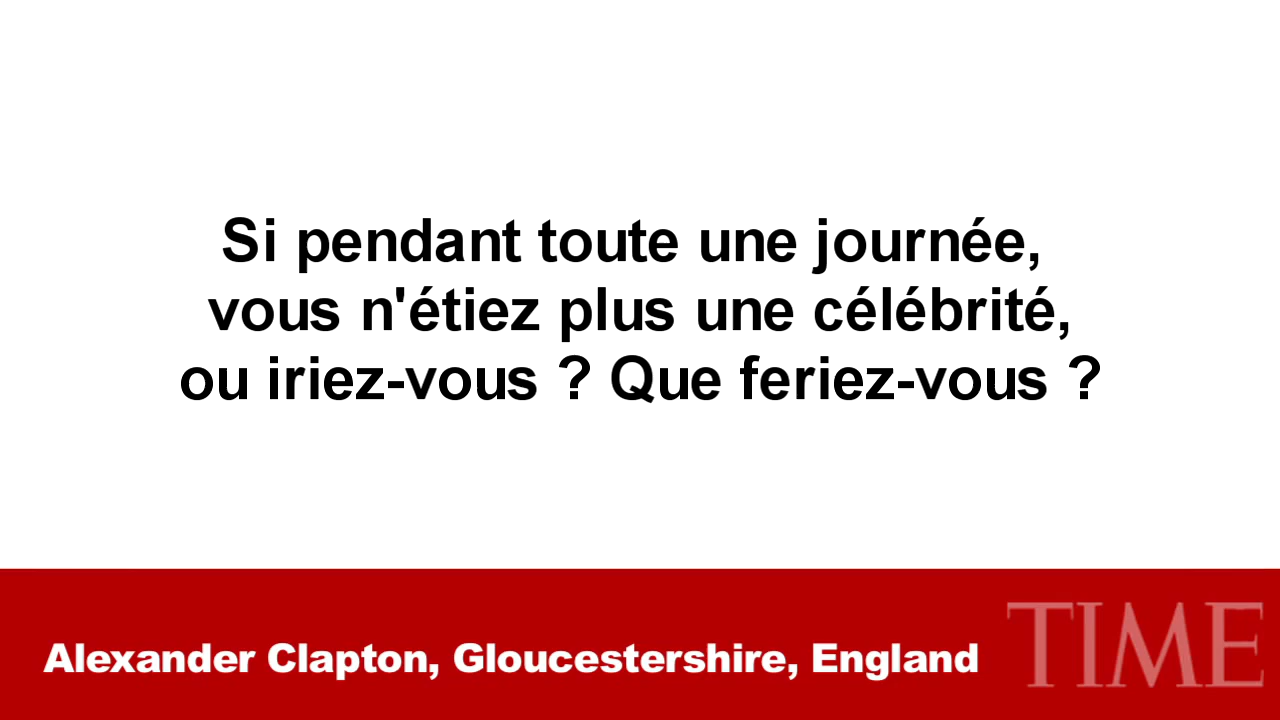 Si pendant toute une journée,
vous n'étiez plus une célébrité,
ou iriez-vous ? Que feriez-vous ?
Alexander Clapton, Gloucestershire, England
TIME